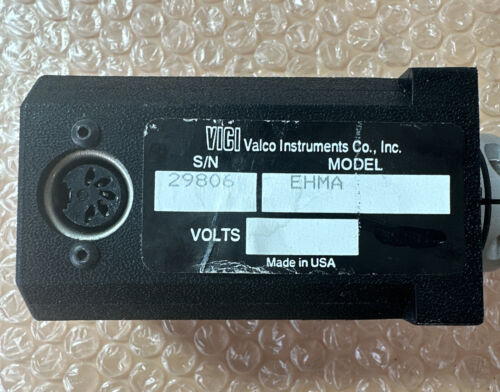 VICI Valco Instruments Co., Inc.
S/N MODEL
29806 EHMA
VOLTS
Made in USA